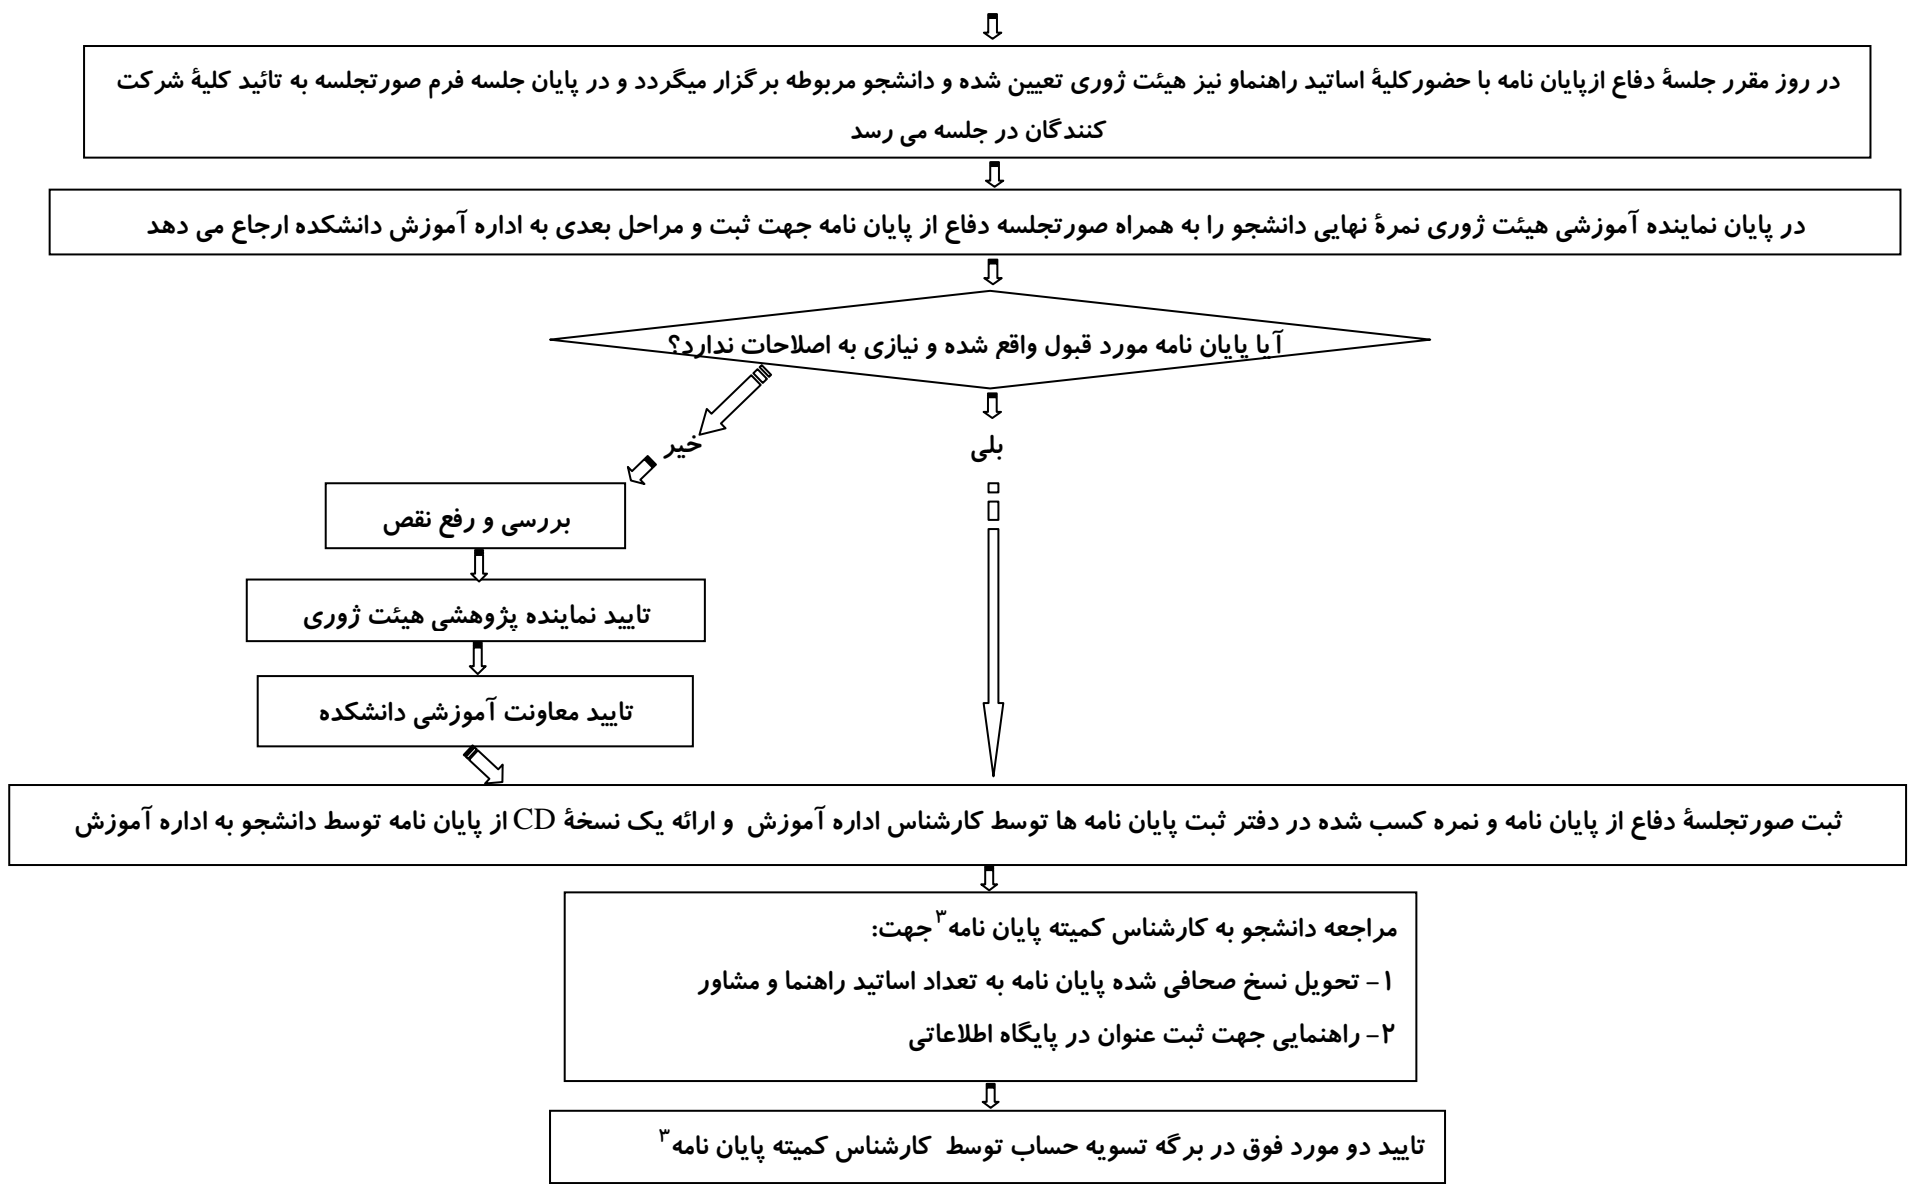 در روز مقرر جلسهٔ دفاع ازپایان نامه با حضورکلیهٔ اساتید راهنماو نیز هیئت ژوری تعیین شده و دانشجو مربوطه برگزار میگردد و در پایان جلسه فرم صورتجلسه به تائید کلیهٔ شرکت
کنندگان در جلسه می رسد
در پایان نماینده آموزشی هیئت ژوری نمرهٔ نهایی دانشجو را به همراه صورتجلسه دفاع از پایان نامه جهت ثبت و مراحل بعدی به اداره آموزش دانشکده ارجاع می دهد
آیا پایان نامه مورد قبول واقع شده و نیازی به اصلاحات ندارد؟
بلی
خیر
بررسی و رفع نقص
تایید نماینده پژوهشی هیئت ژوری
تایید معاونت آموزشی دانشکده
ثبت صورتجلسهٔ دفاع از پایان نامه و نمره کسب شده در دفتر ثبت پایان نامه ها توسط کارشناس اداره آموزش و ارائه یک نسخهٔ CD از پایان نامه توسط دانشجو به اداره آموزش
مراجعه دانشجو به کارشناس کمیته پایان نامه۳ جهت:
۱- تحویل نسخ صحافی شده پایان نامه به تعداد اساتید راهنما و مشاور
۲- راهنمایی جهت ثبت عنوان در پایگاه اطلاعاتی
تایید دو مورد فوق در برگه تسویه حساب توسط کارشناس کمیته پایان نامه۳